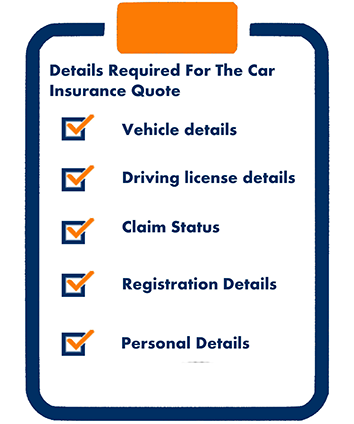 Details Required For The Car
Insurance Quote
Vehicle details
Driving license details
Claim Status
Registration Details
Personal Details